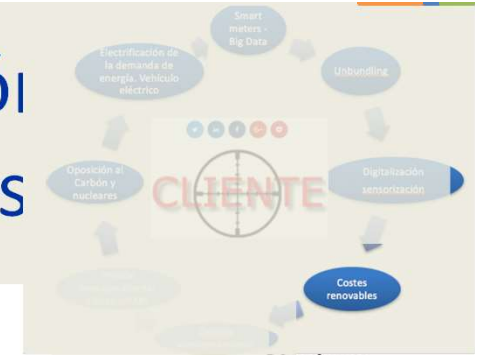 Smart
meters -
Big Data
Electrificación de
la demanda de
energía. Vehículo
eléctrico
Unbundling
Oposición al
Carbón y
nucleares
CLIENTE
Digitalización
sensorización
Costes
renovables